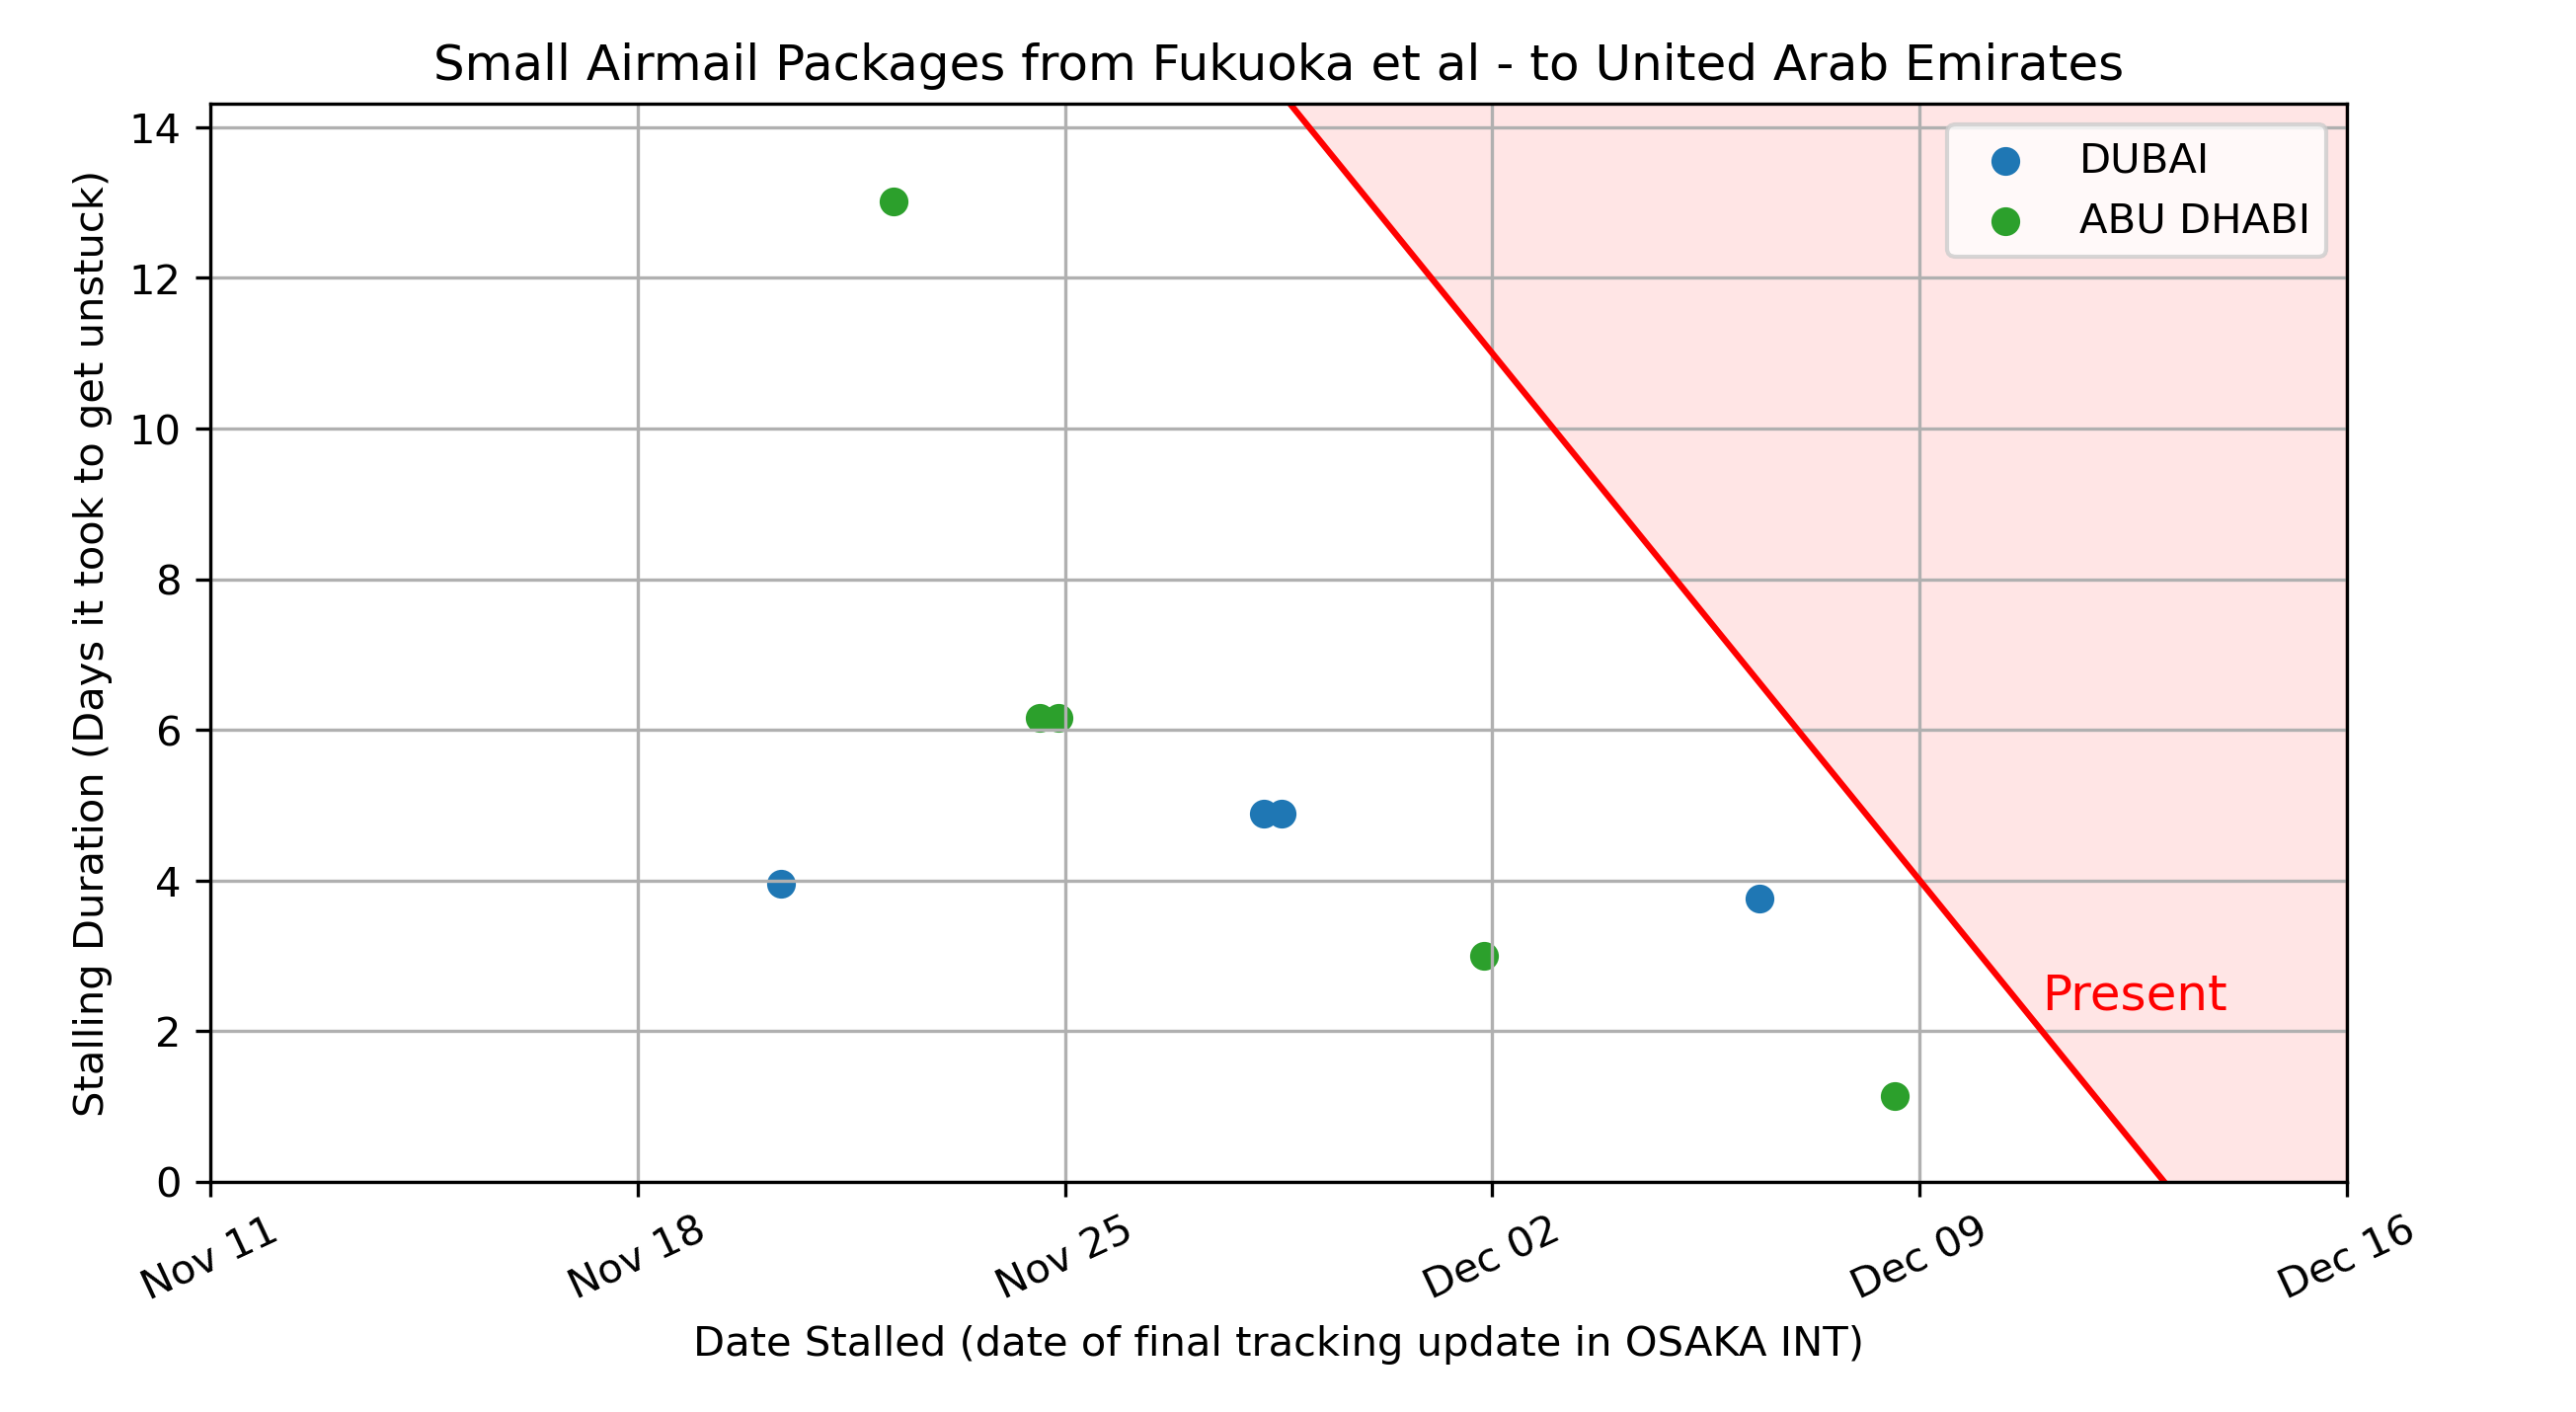 Small Airmail Packages from Fukuoka et al - to United Arab Emirates
Stalling Duration (Days it took to get unstuck)
14
12
10
8
6
4
2
0
DUBAI
ABU DHABI
Present
Nov 11
Nov 18
Nov 25
Dec 02
Dec 09
Dec 16
Date Stalled (date of final tracking update in OSAKA INT)